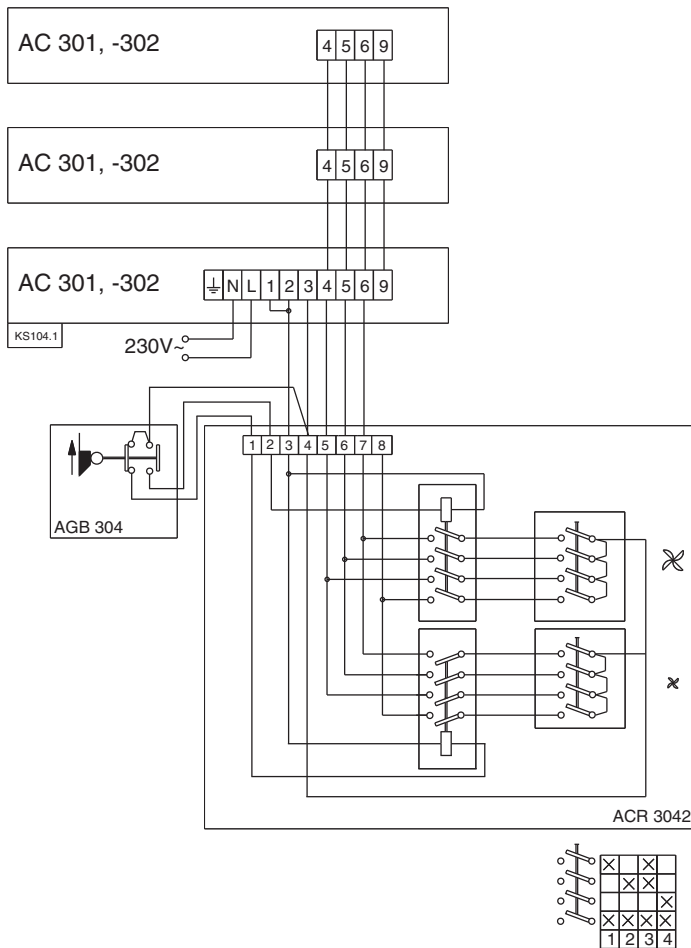 AC 301, -302
4 5 6 9
AC 301, -302
4 5 6 9
AC 301, -302
N L 1 2 3 4 5 6 9
KS104.1
230V~
1 2 3 4 5 6 7 8
AGB 304
ACR 3042
1 2 3 4